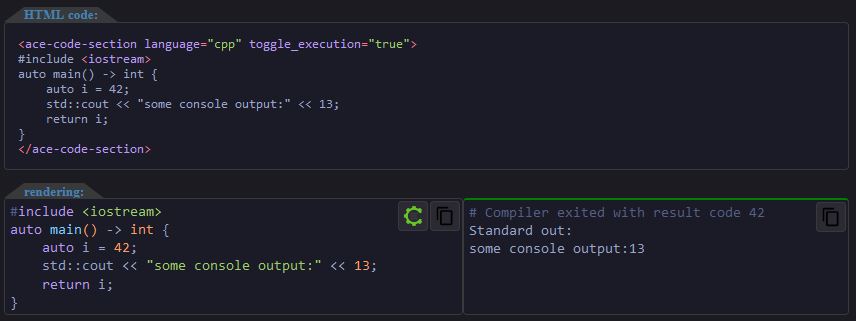 HTML code:
<ace-code-section language="cpp" toggle_execution="true">
#include <iostream>
auto main() -> int {
    auto i = 42;
    std::cout << "some console output:" << 13;
    return i;
}
</ace-code-section>
rendering:
#include <iostream>
auto main() -> int {
    auto i = 42;
    std::cout << "some console output:" << 13;
    return i;
}
# Compiler exited with result code 42
Standard out:
some console output:13